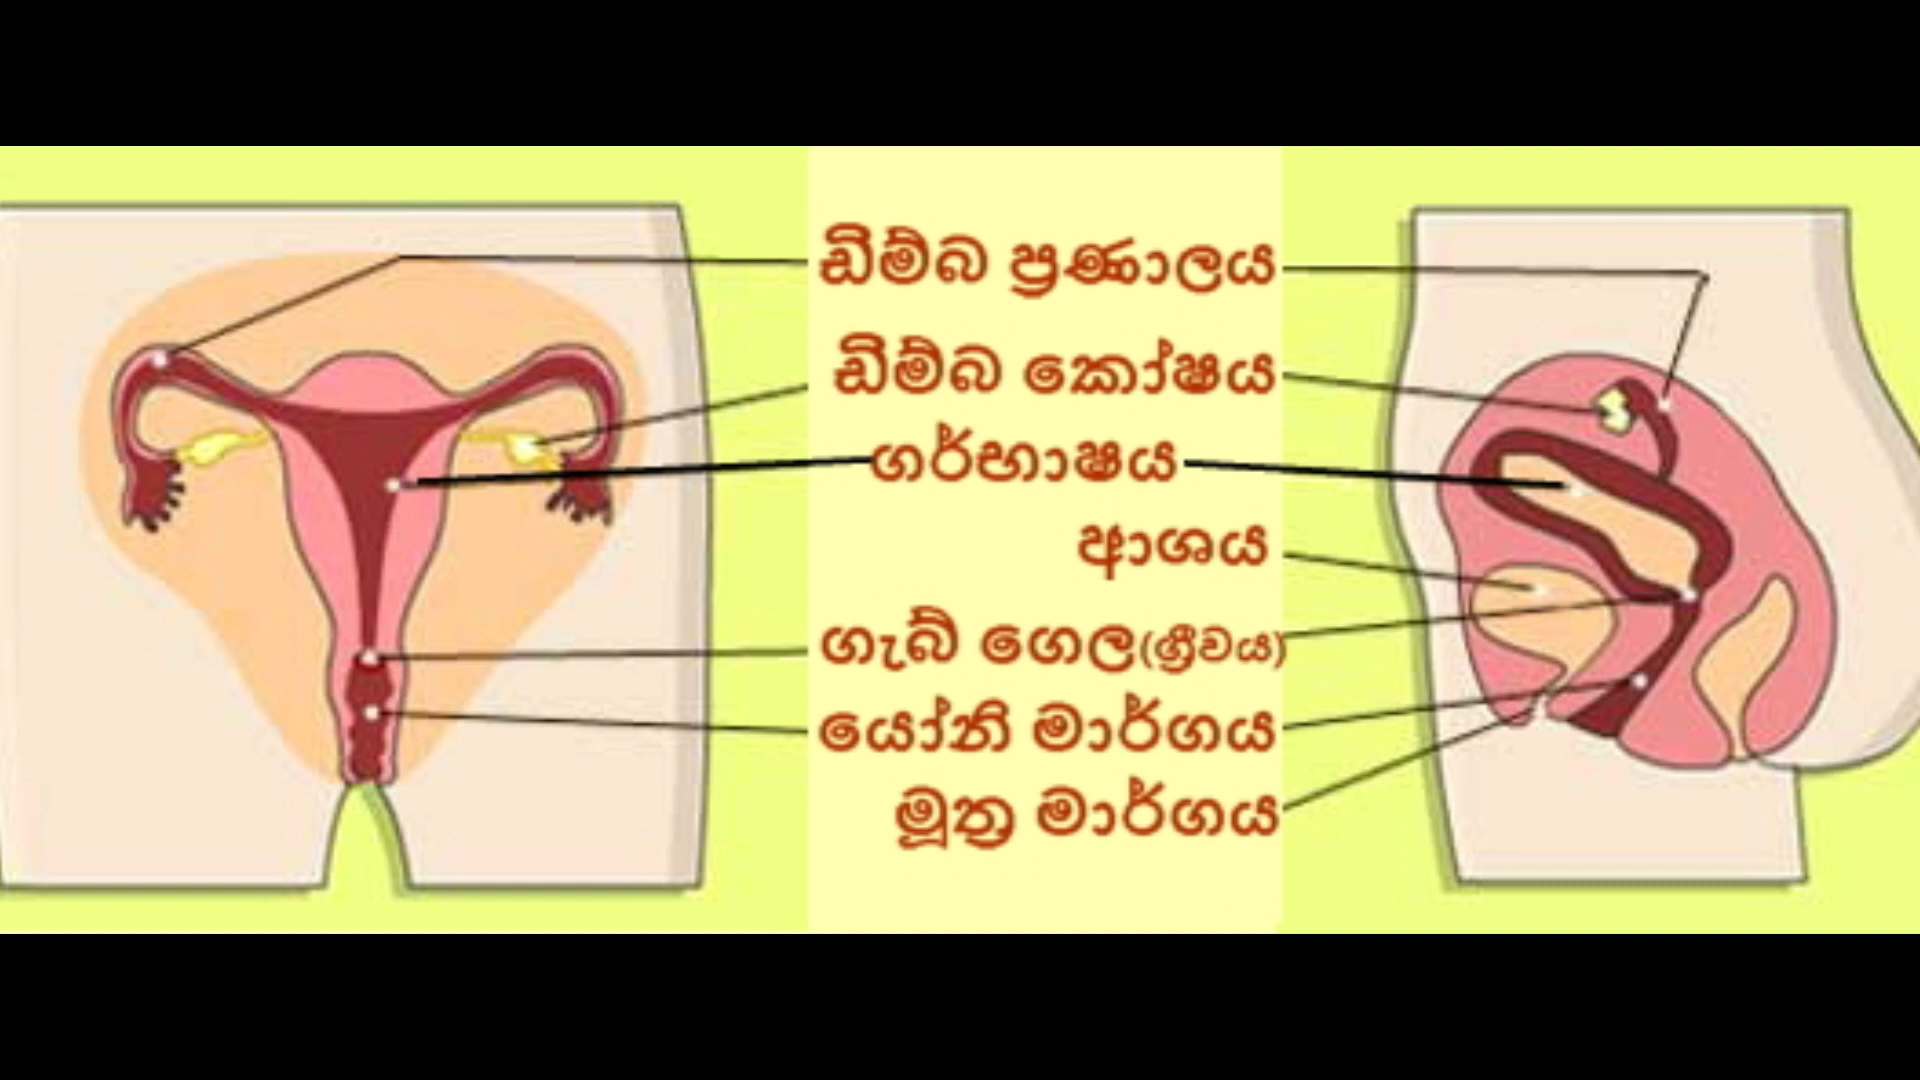 ඩිම්බ ප්‍රණාලය
ඩිම්බ කෝෂය
ගර්භාෂය
ආශය
ගැබ් ගෙල(ග්‍රීවය)
යෝනි මාර්ගය
මූත්‍ර මාර්ගය